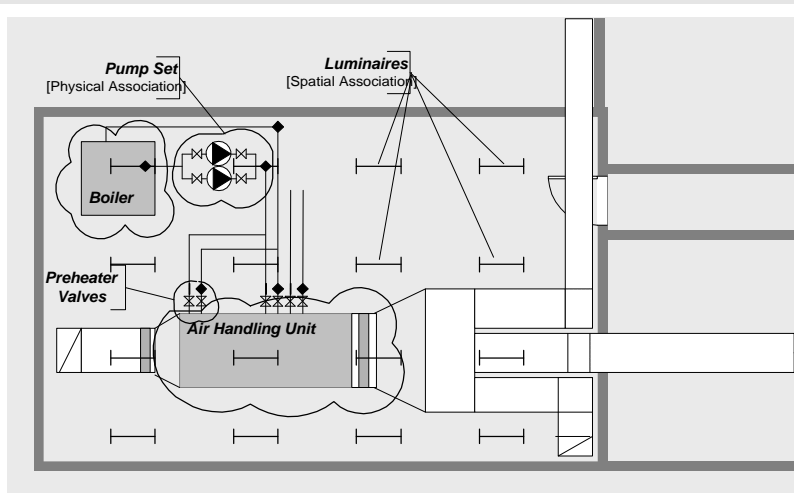 Pump Set
[Physical Association]
Luminaires
[Spatial Association]
Boiler
Preheater
Valves
Air Handling Unit